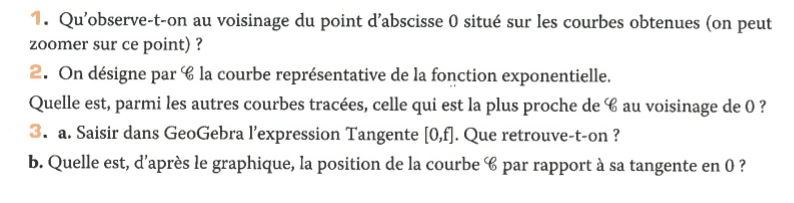 1. Qu'observe-t-on au voisinage du point d'abscisse 0 situé sur les courbes obtenues (on peut
zoomer sur ce point) ?
2. On désigne par 𝒞 la courbe représentative de la fonction exponentielle.
Quelle est, parmi les autres courbes tracées, celle qui est la plus proche de 𝒞 au voisinage de 0 ?
3. a. Saisir dans GeoGebra l'expression Tangente [0,f]. Que retrouve-t-on ?
b. Quelle est, d'après le graphique, la position de la courbe 𝒞 par rapport à sa tangente en 0 ?